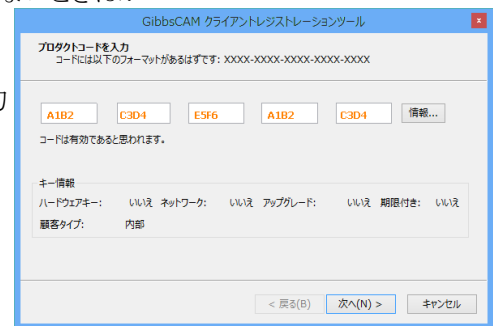 GibbsCAM クライアントレジストレーションツール
プロダクトコードを入力
コードには以下のフォーマットがあるはずです: XXXX-XXXX-XXXX-XXXX-XXXX
A1B2 C3D4 E5F6 A1B2 C3D4 情報...
コードは有効であると思われます。
キー情報
ハードウェアキー: いいえ ネットワーク: いいえ アップグレード: いいえ 期限付き: いいえ
顧客タイプ: 内部
< 戻る(B) 次へ(N) > キャンセル